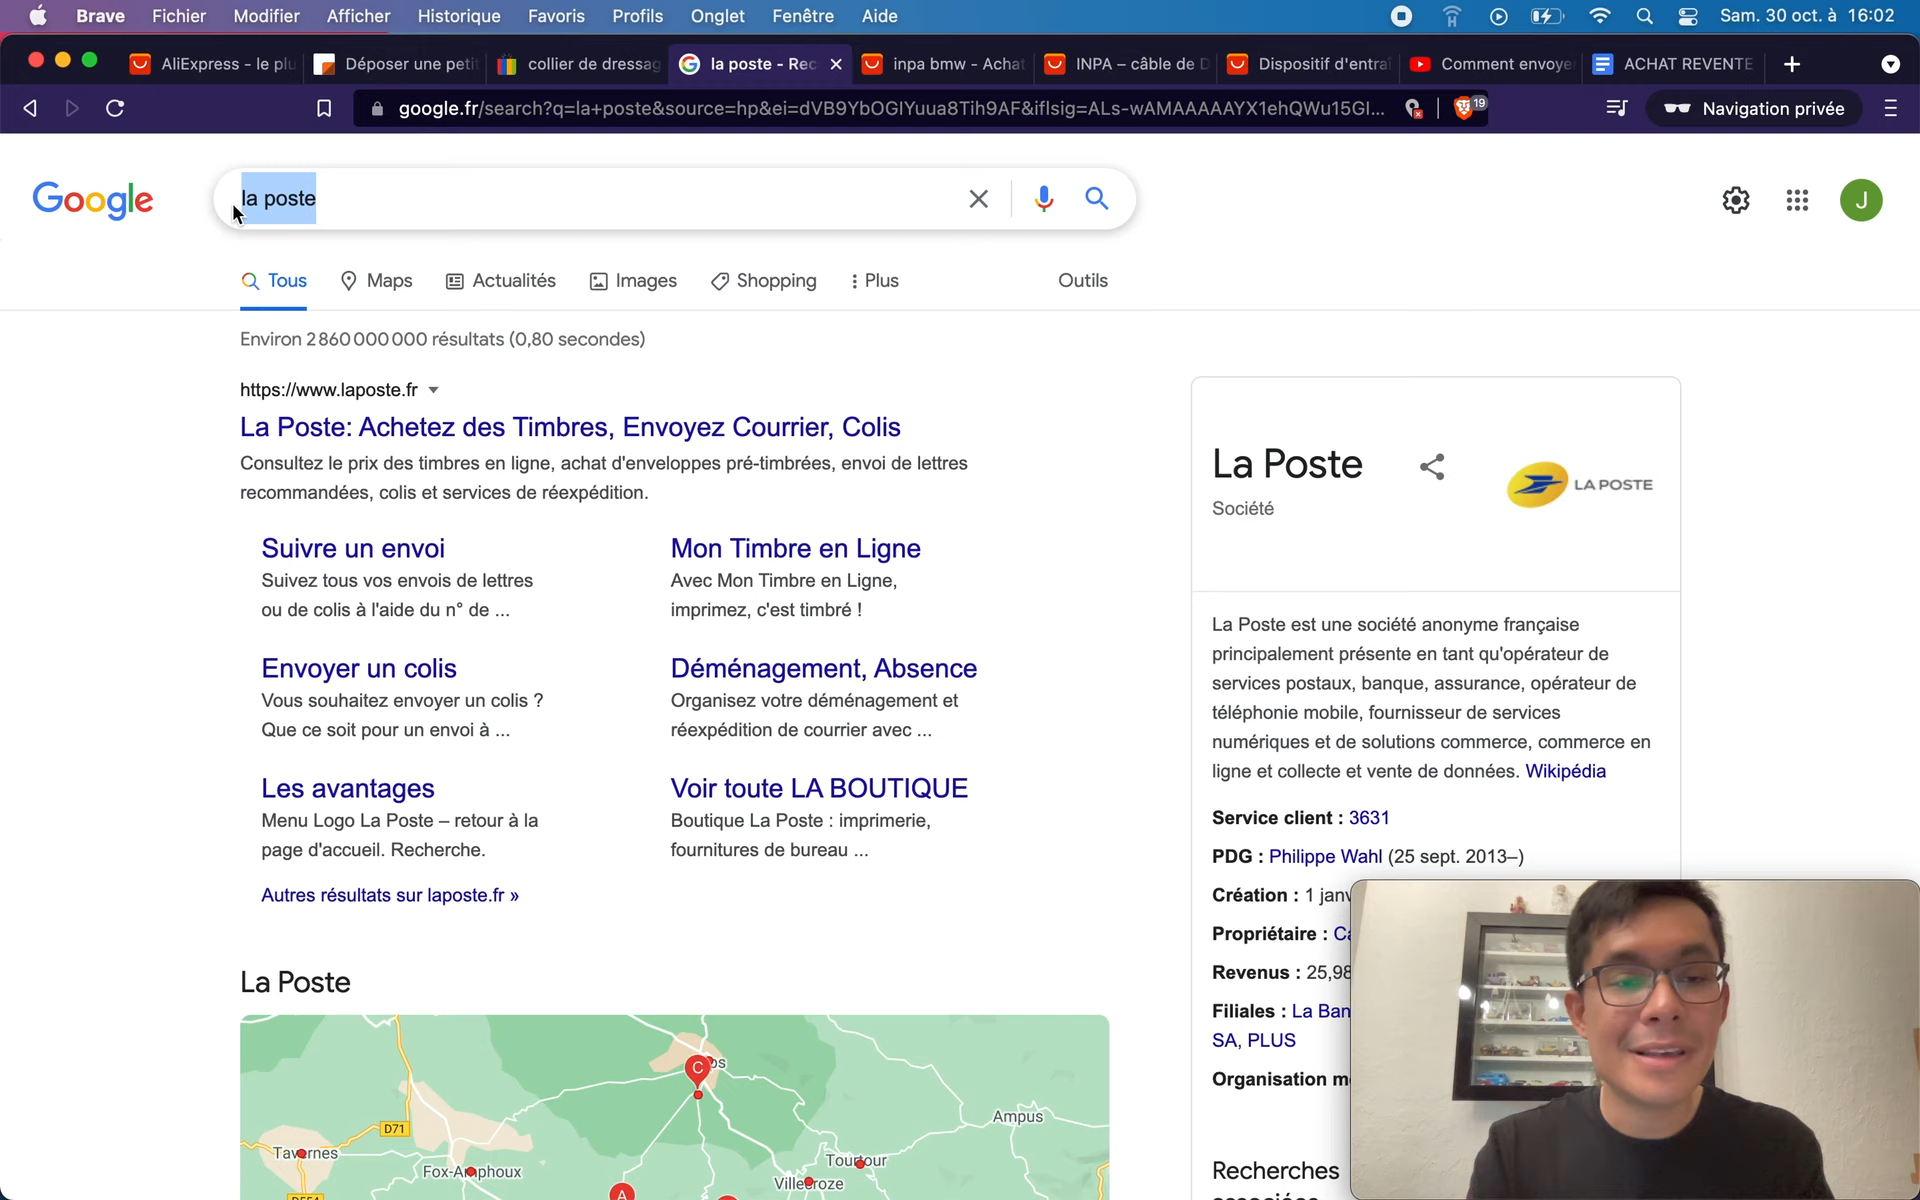 Brave Fichier Modifier Afficher Historique Favoris Profils Onglet Fenêtre Aide Sam. 30 oct. à 16:02
AliExpress - le plu Déposer une petit collier de dressag la poste - Rec inpa bmw - Achat INPA – câble de D Dispositif d'entraî Comment envoye ACHAT REVENTE
google.fr/search?q=la+poste&source=hp&ei=dVB9YbOGIYuua8Tih9AF&iflsig=ALs-wAMAAAAAYX1ehQWu15GI... 19 Navigation privée
Google la poste J
Tous Maps Actualités Images Shopping Plus Outils
Environ 2 860 000 000 résultats (0,80 secondes)
https://www.laposte.fr
La Poste: Achetez des Timbres, Envoyez Courrier, Colis
Consultez le prix des timbres en ligne, achat d'enveloppes pré-timbrées, envoi de lettres
recommandées, colis et services de réexpédition.
Suivre un envoi
Suivez tous vos envois de lettres
ou de colis à l'aide du n° de ...
Mon Timbre en Ligne
Avec Mon Timbre en Ligne,
imprimez, c'est timbré !
Envoyer un colis
Vous souhaitez envoyer un colis ?
Que ce soit pour un envoi à ...
Déménagement, Absence
Organisez votre déménagement et
réexpédition de courrier avec ...
Les avantages
Menu Logo La Poste – retour à la
page d'accueil. Recherche.
Voir toute LA BOUTIQUE
Boutique La Poste : imprimerie,
fournitures de bureau ...
Autres résultats sur laposte.fr »
La Poste
C
D71
Ampus
Tavernes
Fox-Amphoux
Tourtour
Villecroze
A
La Poste
LA POSTE
Société
La Poste est une société anonyme française
principalement présente en tant qu'opérateur de
services postaux, banque, assurance, opérateur de
téléphonie mobile, fournisseur de services
numériques et de solutions commerce, commerce en
ligne et collecte et vente de données. Wikipédia
Service client : 3631
PDG : Philippe Wahl (25 sept. 2013–)
Création : 1 janv
Propriétaire : Ca
Revenus : 25,98
Filiales : La Ban
SA, PLUS
Organisation m
Recherches